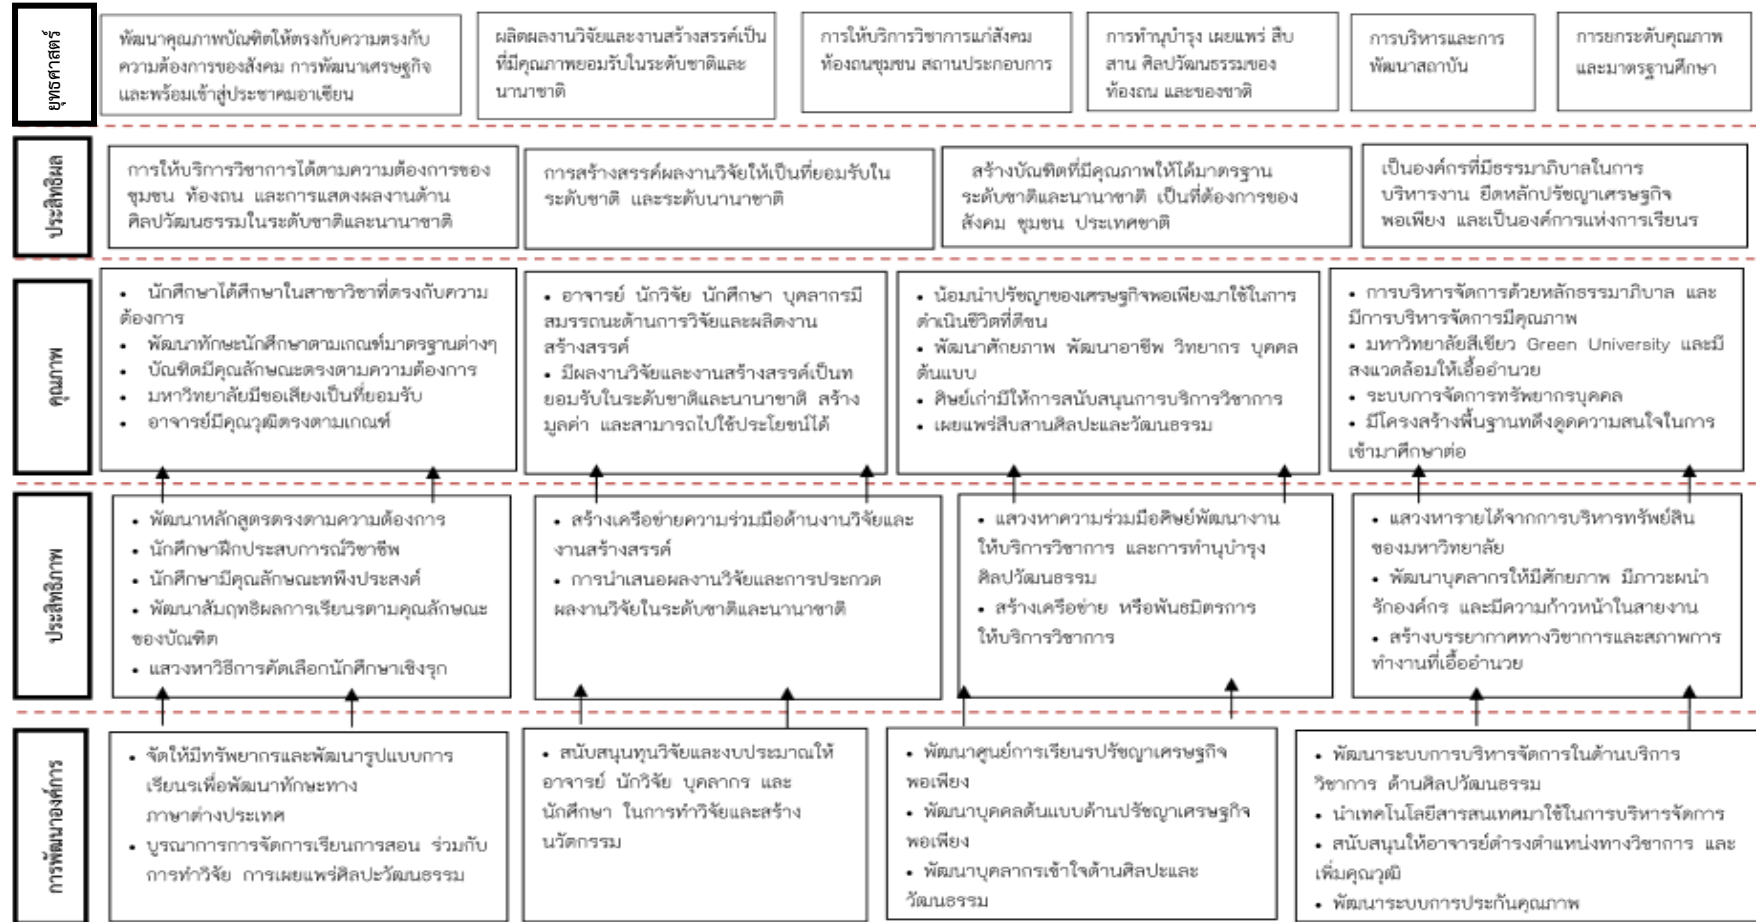 ยุทธศาสตร์
พัฒนาคุณภาพบัณฑิตให้ตรงกับความตรงกับ
ความต้องการของสังคม การพัฒนาเศรษฐกิจ
และพร้อมเข้าสู่ประชาคมอาเซียน
ผลิตผลงานวิจัยและงานสร้างสรรค์เป็น
ที่มีคุณภาพยอมรับในระดับชาติและ
นานาชาติ
การให้บริการวิชาการแก่สังคม
ท้องถนชุมชน สถานประกอบการ
การทำนุบำรุง เผยแพร่ สืบ
สาน ศิลปวัฒนธรรมของ
ท้องถน และของชาติ
การบริหารและการ
พัฒนาสถาบัน
การยกระดับคุณภาพ
และมาตรฐานศึกษา
ประสิทธิผล
การให้บริการวิชาการได้ตามความต้องการของ
ชุมชน ท้องถน และการแสดงผลงานด้าน
ศิลปวัฒนธรรมในระดับชาติและนานาชาติ
การสร้างสรรค์ผลงานวิจัยให้เป็นที่ยอมรับใน
ระดับชาติ และระดับนานาชาติ
สร้างบัณฑิตที่มีคุณภาพให้ได้มาตรฐาน
ระดับชาติและนานาชาติ เป็นที่ต้องการของ
สังคม ชุมชน ประเทศชาติ
เป็นองค์กรที่มีธรรมาภิบาลในการ
บริหารงาน ยึดหลักปรัชญาเศรษฐกิจ
พอเพียง และเป็นองค์การแห่งการเรียนร
คุณภาพ
• นักศึกษาได้ศึกษาในสาขาวิชาที่ตรงกับความ
ต้องการ
• พัฒนาทักษะนักศึกษาตามเกณฑ์มาตรฐานต่างๆ
• บัณฑิตมีคุณลักษณะตรงตามความต้องการ
• มหาวิทยาลัยมีขอเสียงเป็นที่ยอมรับ
• อาจารย์มีคุณวุฒิตรงตามเกณฑ์
• อาจารย์ นักวิจัย นักศึกษา บุคลากรมี
สมรรถนะด้านการวิจัยและผลิตงาน
สร้างสรรค์
• มีผลงานวิจัยและงานสร้างสรรค์เป็นท
ยอมรับในระดับชาติและนานาชาติ สร้าง
มูลค่า และสามารถไปใช้ประโยชน์ได้
• น้อมนำปรัชญาของเศรษฐกิจพอเพียงมาใช้ในการ
ดำเนินชีวิตที่ดีขน
• พัฒนาศักยภาพ พัฒนาอาชีพ วิทยากร บุคคล
ต้นแบบ
• ศิษย์เก่ามีให้การสนับสนุนการบริการวิชาการ
• เผยแพร่สืบสานศิลปะและวัฒนธรรม
• การบริหารจัดการด้วยหลักธรรมาภิบาล และ
มีการบริหารจัดการมีคุณภาพ
• มหาวิทยาลัยสีเขียว Green University และมี
สงแวดล้อมให้เอื้ออำนวย
• ระบบการจัดการทรัพยากรบุคคล
• มีโครงสร้างพื้นฐานทดึงดูดความสนใจในการ
เข้ามาศึกษาต่อ
ประสิทธิภาพ
• พัฒนาหลักสูตรตรงตามความต้องการ
• นักศึกษาฝึกประสบการณ์วิชาชีพ
• นักศึกษามีคุณลักษณะทพึงประสงค์
• พัฒนาสัมฤทธิผลการเรียนรตามคุณลักษณะ
ของบัณฑิต
• แสวงหาวิธีการคัดเลือกนักศึกษาเชิงรุก
• สร้างเครือข่ายความร่วมมือด้านงานวิจัยและ
งานสร้างสรรค์
• การนำเสนอผลงานวิจัยและการประกวด
ผลงานวิจัยในระดับชาติและนานาชาติ
• แสวงหาความร่วมมือศิษย์พัฒนางาน
ให้บริการวิชาการ และการทำนุบำรุง
ศิลปวัฒนธรรม
• สร้างเครือข่าย หรือพันธมิตรการ
ให้บริการวิชาการ
• แสวงหารายได้จากการบริหารทรัพย์สิน
ของมหาวิทยาลัย
• พัฒนาบุคลากรให้มีศักยภาพ มีภาวะผนำ
รักองค์กร และมีความก้าวหน้าในสายงาน
• สร้างบรรยากาศทางวิชาการและสภาพการ
ทำงานที่เอื้ออำนวย
การพัฒนาองค์การ
• จัดให้มีทรัพยากรและพัฒนารูปแบบการ
เรียนรเพื่อพัฒนาทักษะทาง
ภาษาต่างประเทศ
• บูรณาการการจัดการเรียนการสอน ร่วมกับ
การทำวิจัย การเผยแพร่ศิลปะวัฒนธรรม
• สนับสนุนทุนวิจัยและงบประมาณให้
อาจารย์ นักวิจัย บุคลากร และ
นักศึกษา ในการทำวิจัยและสร้าง
นวัตกรรม
• พัฒนาศูนย์การเรียนรปรัชญาเศรษฐกิจ
พอเพียง
• พัฒนาบุคคลต้นแบบด้านปรัชญาเศรษฐกิจ
พอเพียง
• พัฒนาบุคลากรเข้าใจด้านศิลปะและ
วัฒนธรรม
• พัฒนาระบบการบริหารจัดการในด้านบริการ
วิชาการ ด้านศิลปวัฒนธรรม
• นำเทคโนโลยีสารสนเทศมาใช้ในการบริหารจัดการ
• สนับสนุนให้อาจารย์ดำรงตำแหน่งทางวิชาการ และ
เพิ่มคุณวุฒิ
• พัฒนาระบบการประกันคุณภาพ